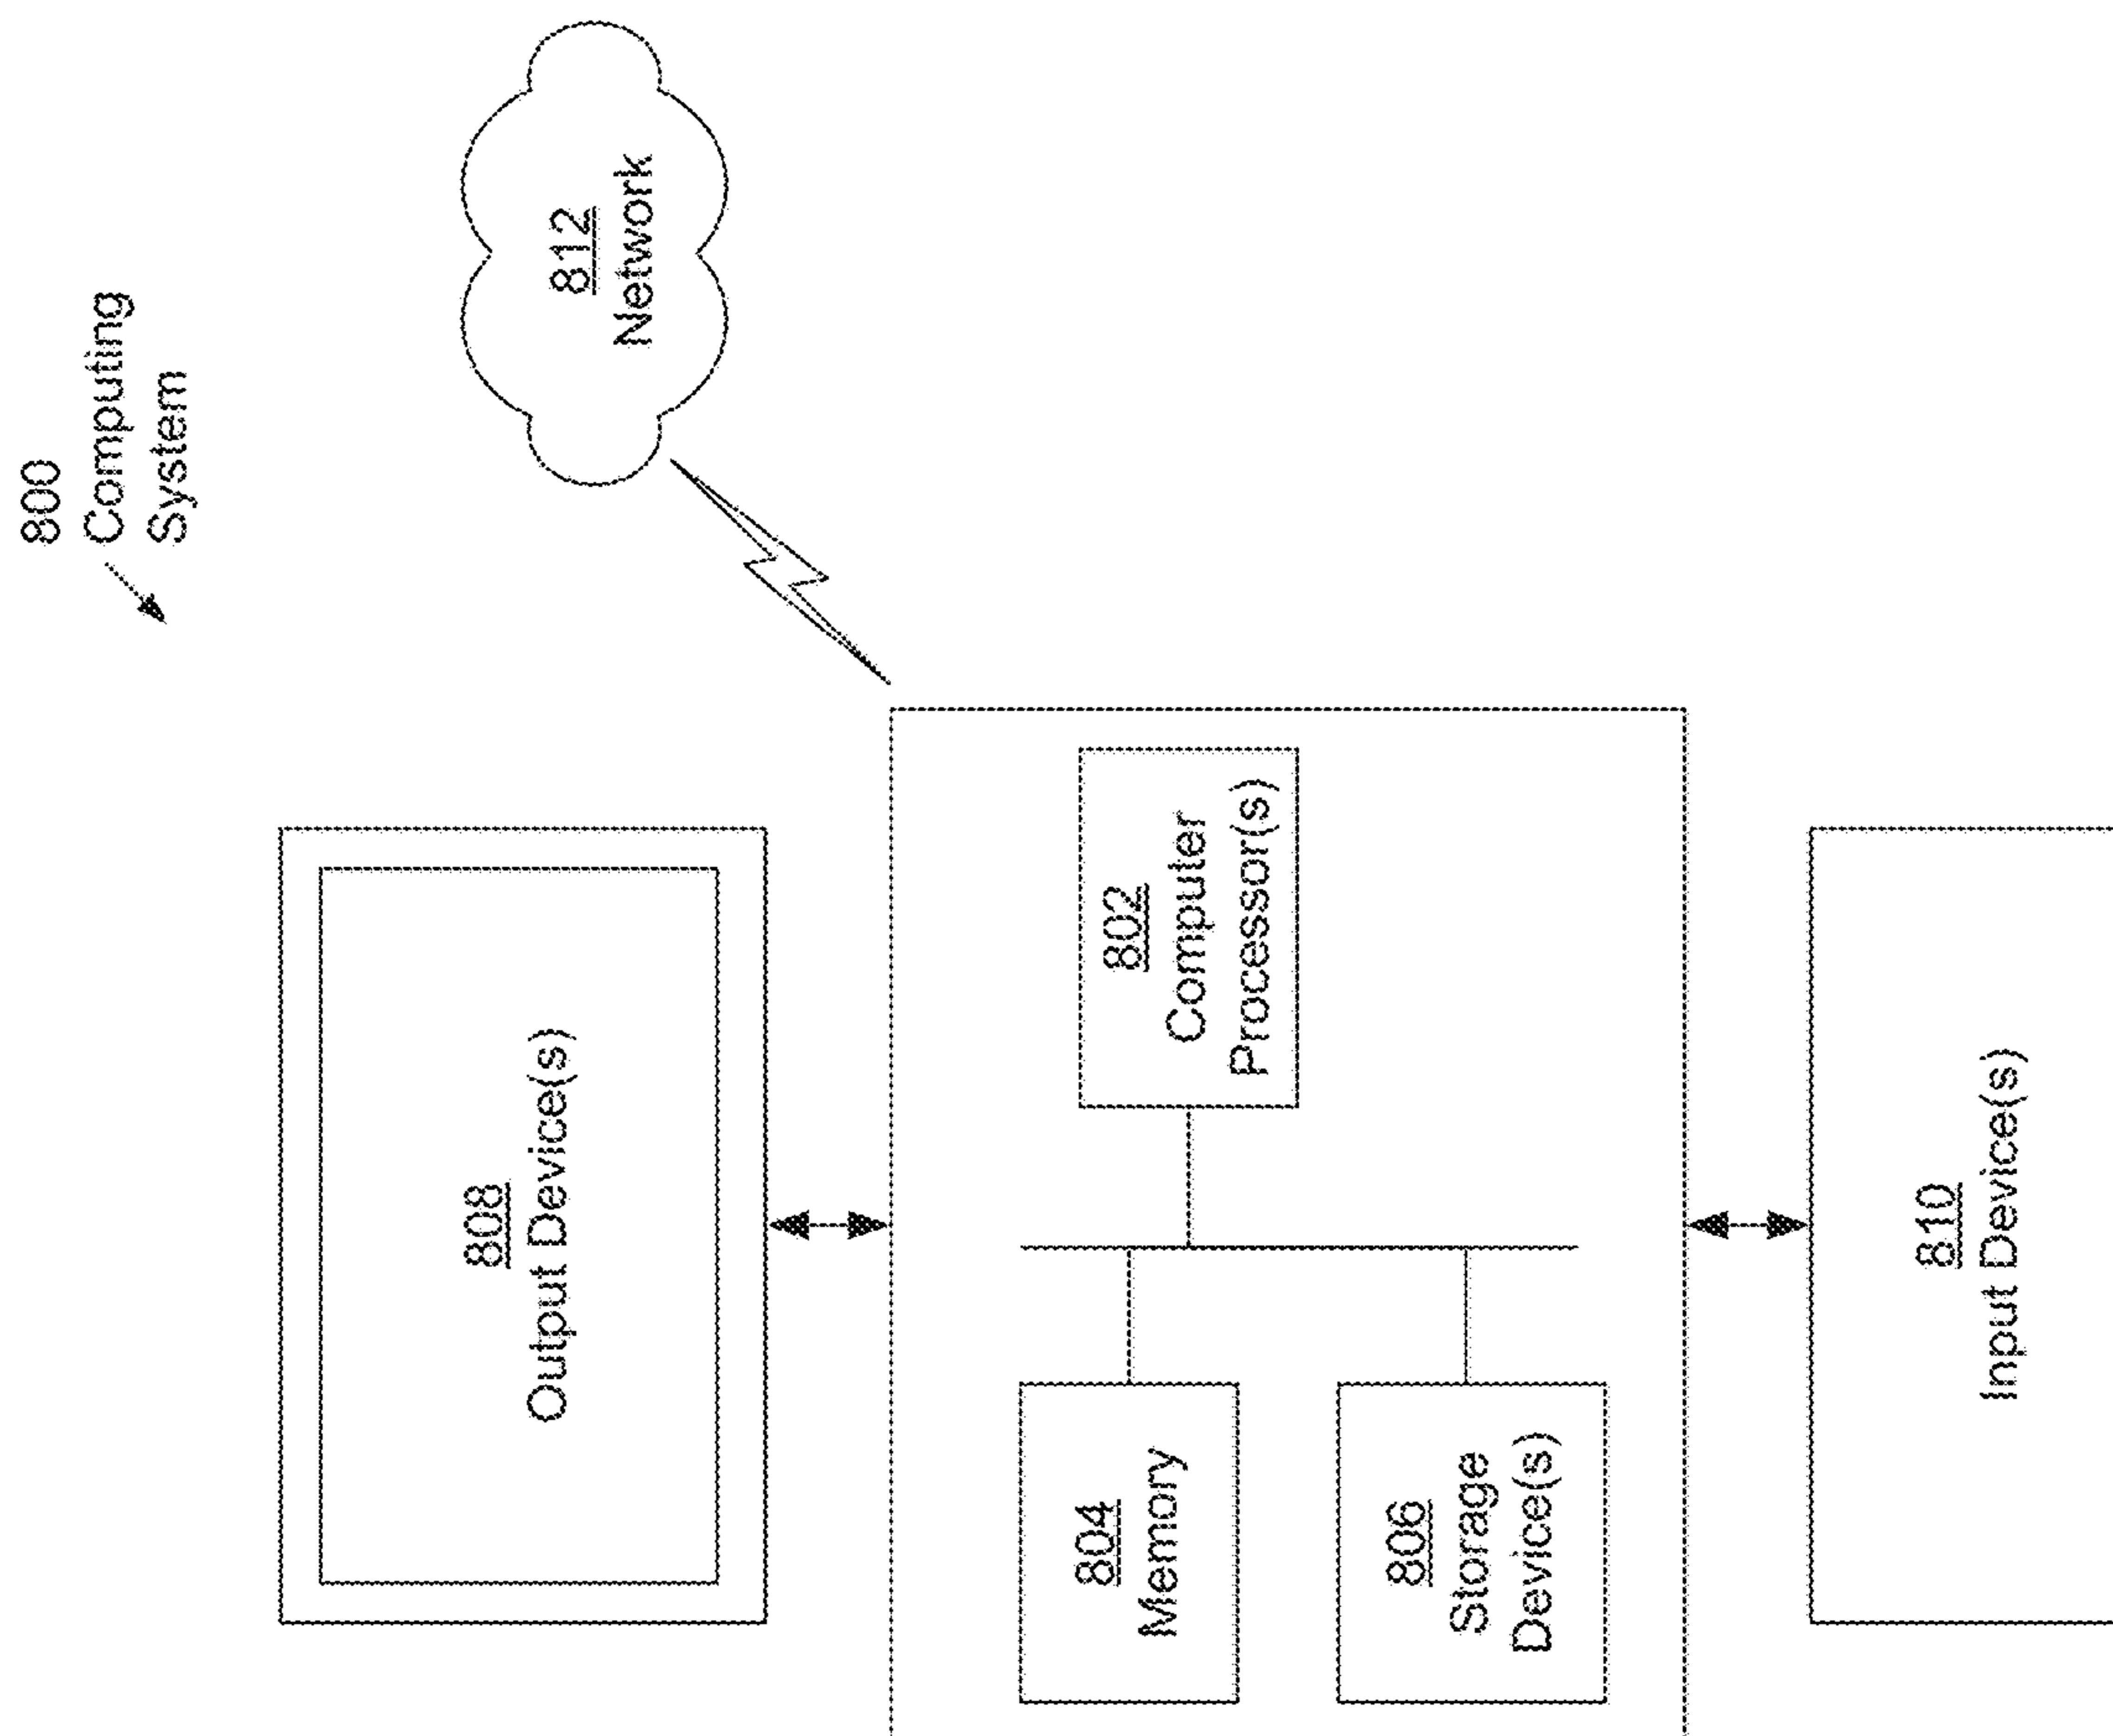 800
Computing
System
808
Output Device(s)
812
Network
804
Memory
802
Computer
Processor(s)
806
Storage
Device(s)
810
Input Device(s)